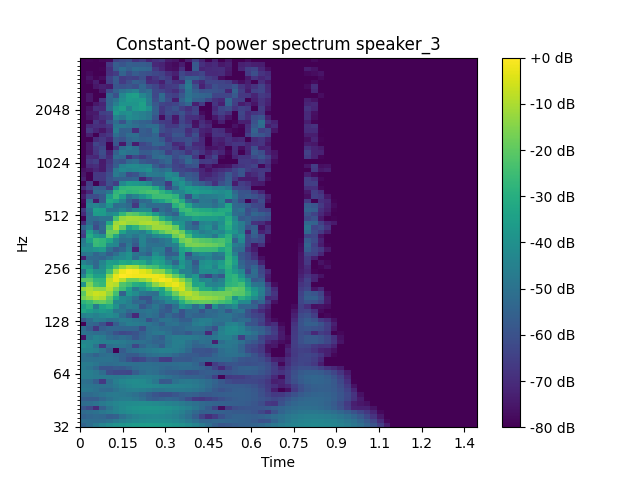 Constant-Q power spectrum speaker_3
Hz
2048
1024
512
256
128
64
32
0 0.15 0.3 0.45 0.6 0.75 0.9 1.1 1.2 1.4
Time
+0 dB
-10 dB
-20 dB
-30 dB
-40 dB
-50 dB
-60 dB
-70 dB
-80 dB